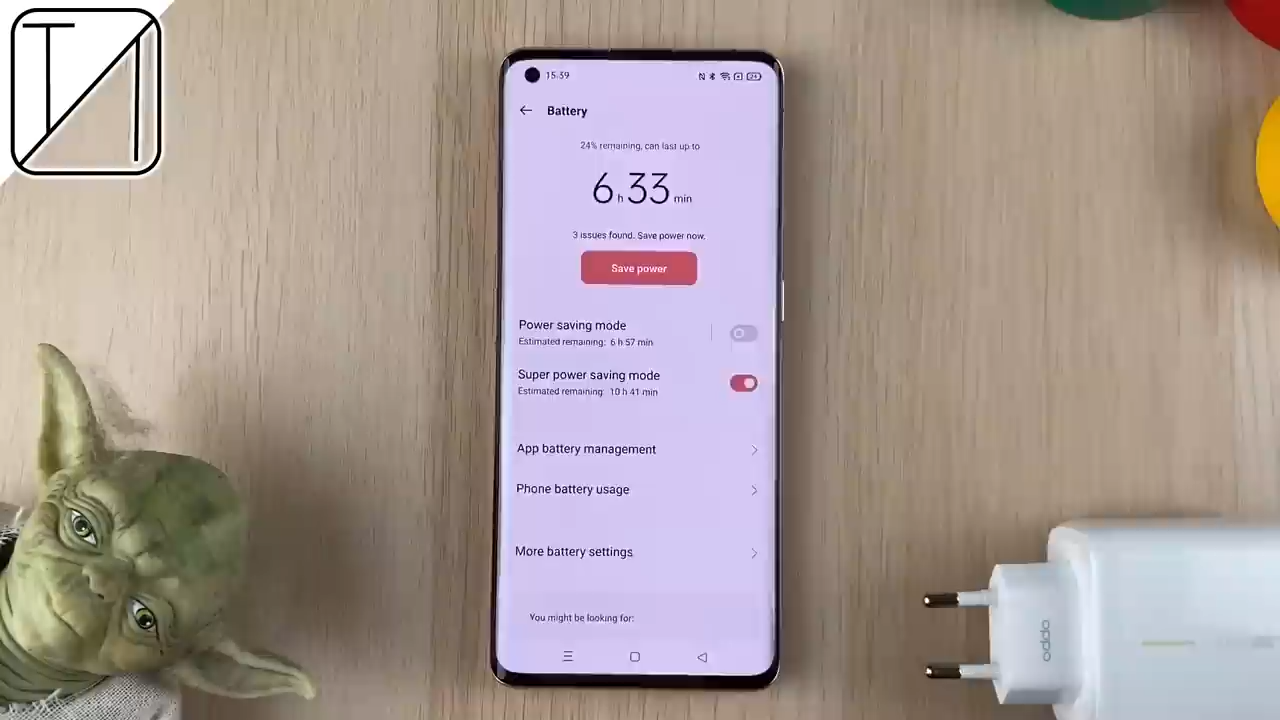 15:39
Battery
24% remaining, can last up to
6 h 33 min
3 issues found. Save power now.
Save power
Power saving mode
Estimated remaining: 6 h 57 min
Super power saving mode
Estimated remaining: 10 h 41 min
App battery management
Phone battery usage
More battery settings
You might be looking for:
oppo